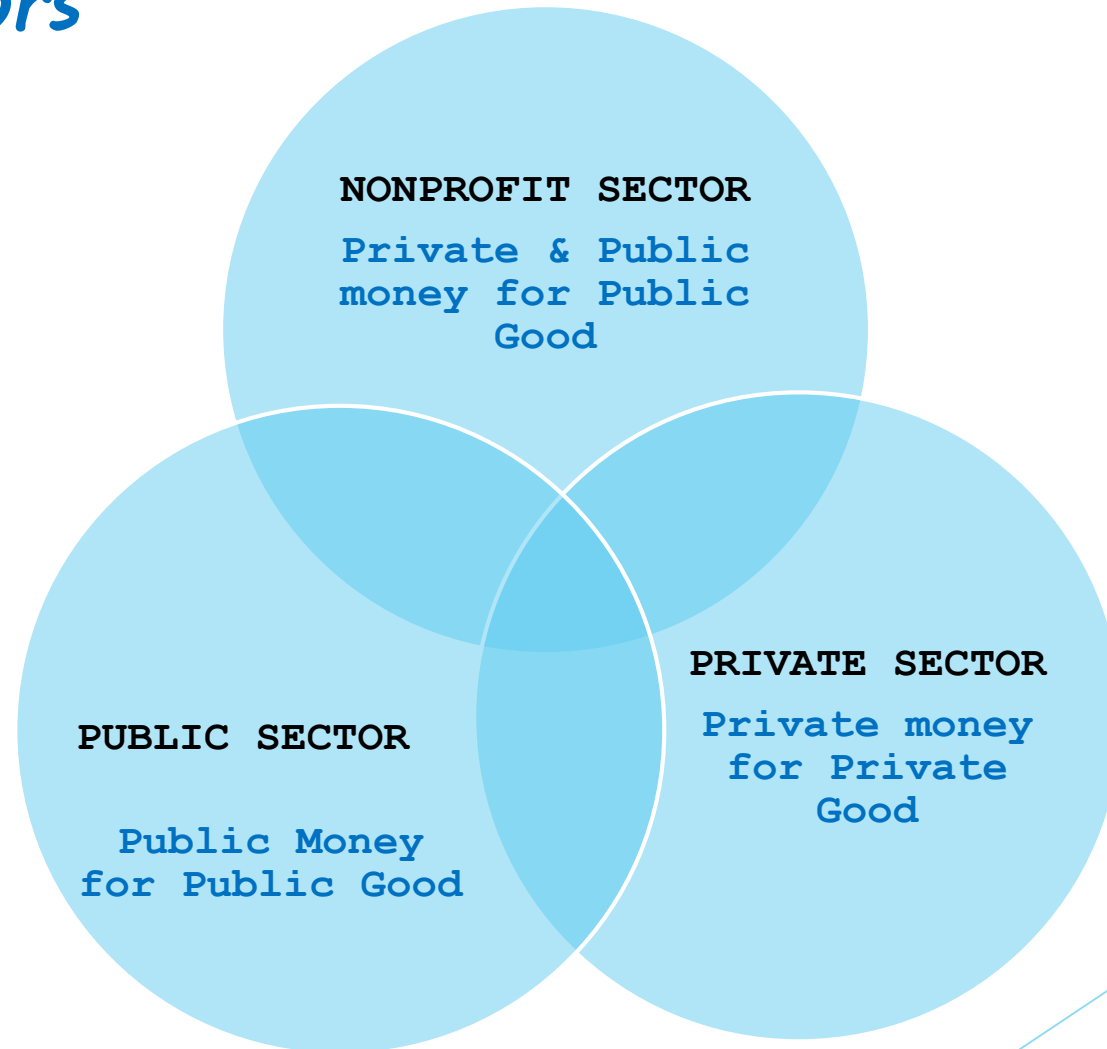 ors
NONPROFIT SECTOR
Private & Public
money for Public
Good
PRIVATE SECTOR
Private money
for Private
Good
PUBLIC SECTOR
Public Money
for Public Good